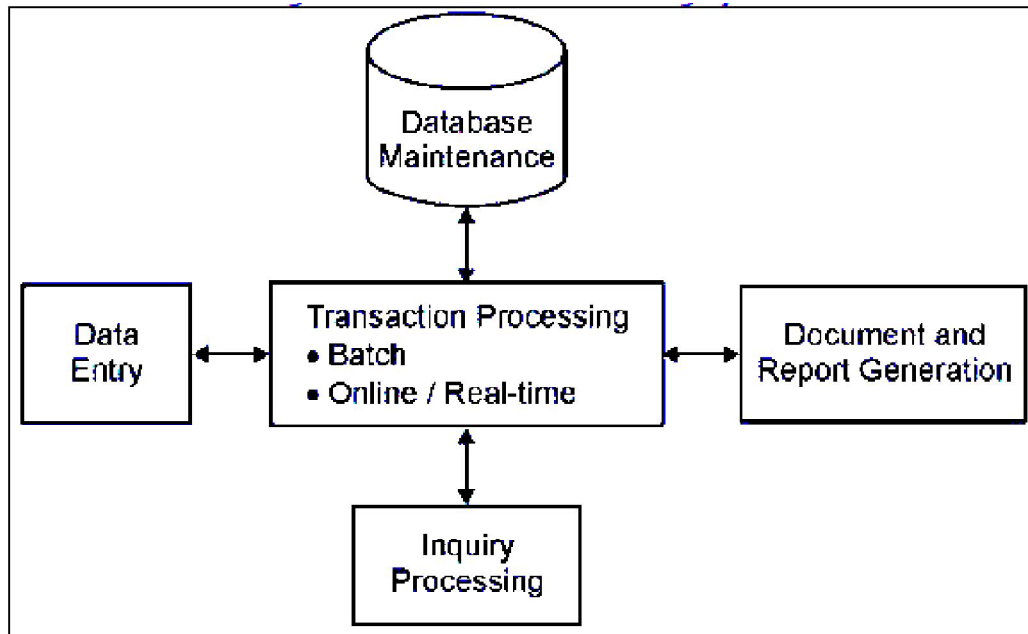 Database
Maintenance
Data
Entry
Transaction Processing
• Batch
• Online / Real-time
Document and
Report Generation
Inquiry
Processing